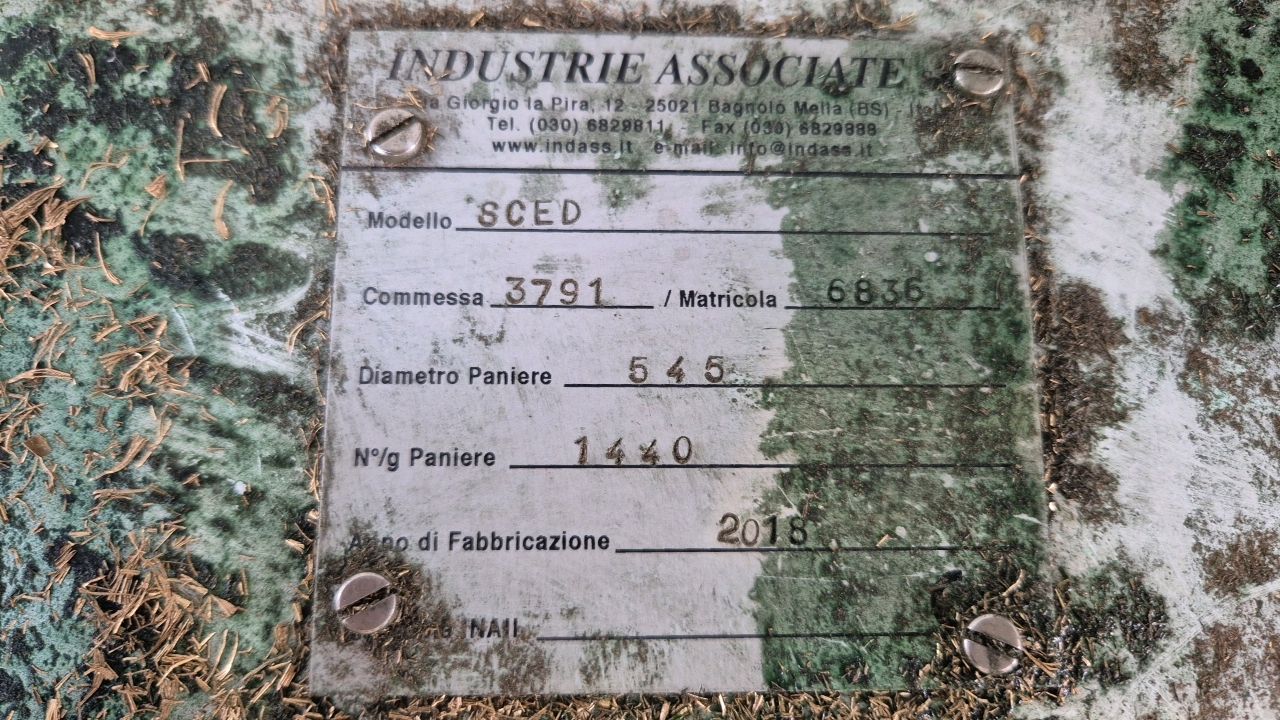 INDUSTRIE ASSOCIATE
Giorgio la Pira, 12 - 25021 Bagnolo Mella (BS) -
Tel. (030) 6829811 - Fax (030) 6829888
www.indass.it e-mail: info@indass.it
Modello SCED
Commessa 3791 / Matricola 6836
Diametro Paniere 545
N°/g Paniere 1440
Anno di Fabbricazione 2018